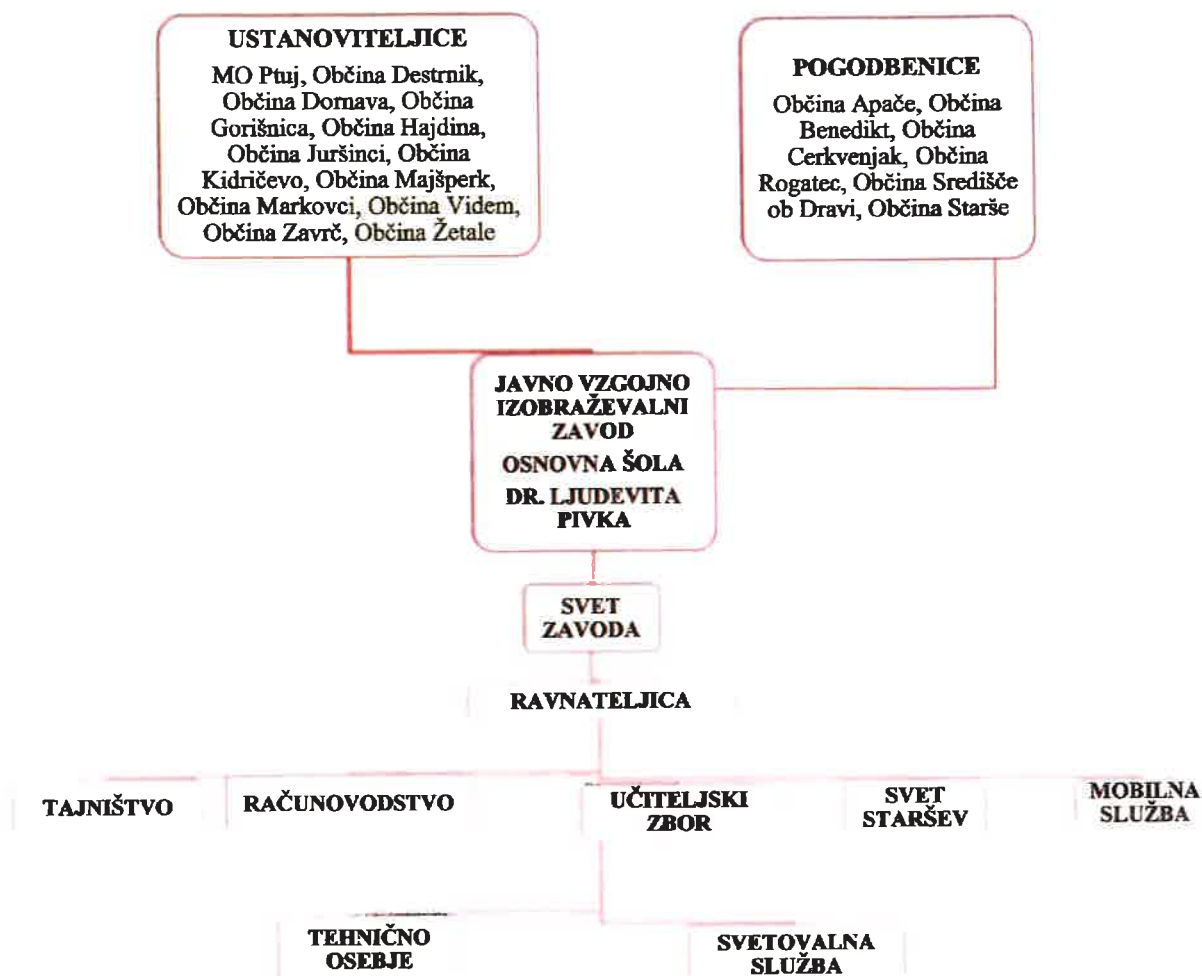 USTANOVITELJICE
MO Ptuj, Občina Destrnik,
Občina Dornava, Občina
Gorišnica, Občina Hajdina,
Občina Juršinci, Občina
Kidričevo, Občina Majšperk,
Občina Markovci, Občina Videm,
Občina Zavrč, Občina Žetale
POGODBENICE
Občina Apače, Občina
Benedikt, Občina
Cerkvenjak, Občina
Rogatec, Občina Središče
ob Dravi, Občina Starše
JAVNO VZGOJNO
IZOBRAŽEVALNI
ZAVOD
OSNOVNA ŠOLA
DR. LJUDEVITA
PIVKA
SVET
ZAVODA
RAVNATELJICA
TAJNIŠTVO
RAČUNOVODSTVO
UČITELJSKI
ZBOR
SVET
STARŠEV
MOBILNA
SLUŽBA
TEHNIČNO
OSEBJE
SVETOVALNA
SLUŽBA